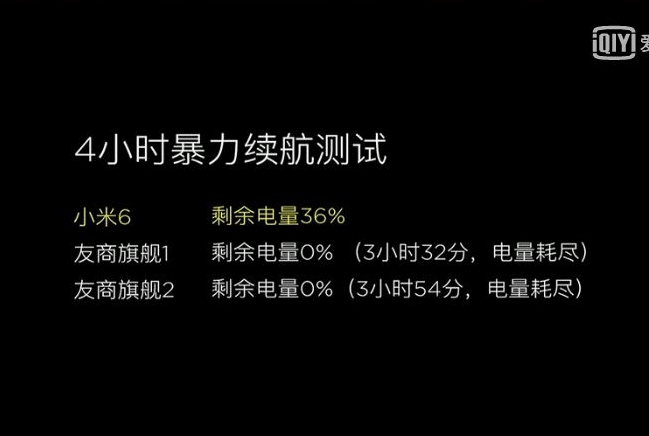 iQIYI 爱
4小时暴力续航测试
小米6 剩余电量36%
友商旗舰1 剩余电量0% （3小时32分，电量耗尽）
友商旗舰2 剩余电量0%（3小时54分，电量耗尽）